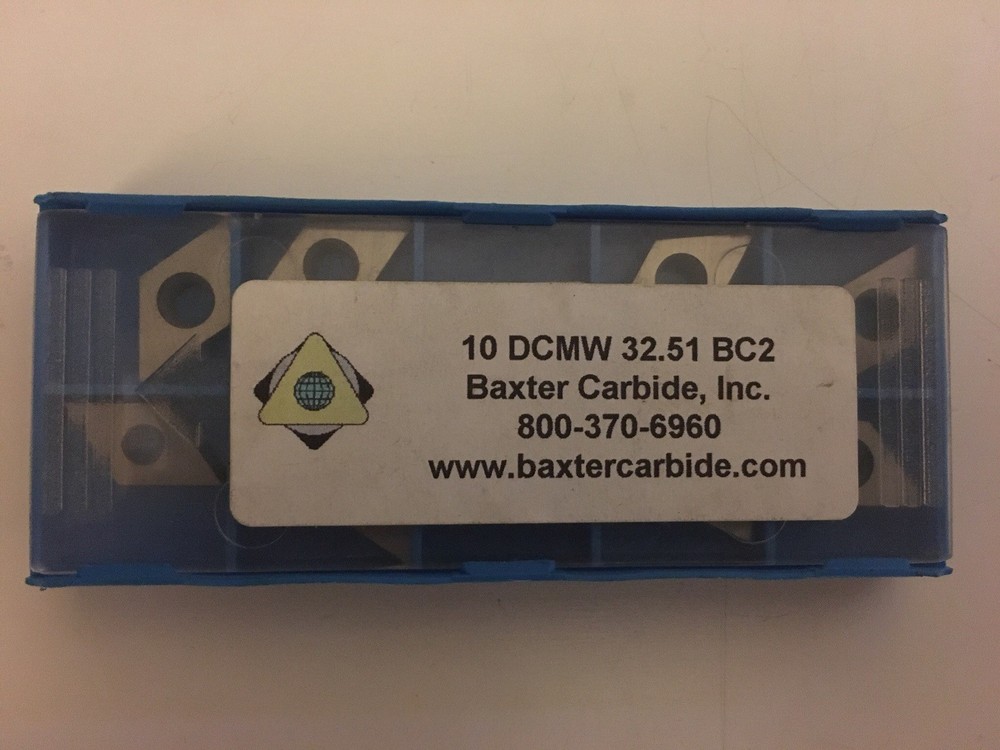 10 DCMW 32.51 BC2
Baxter Carbide, Inc.
800-370-6960
www.baxtercarbide.com